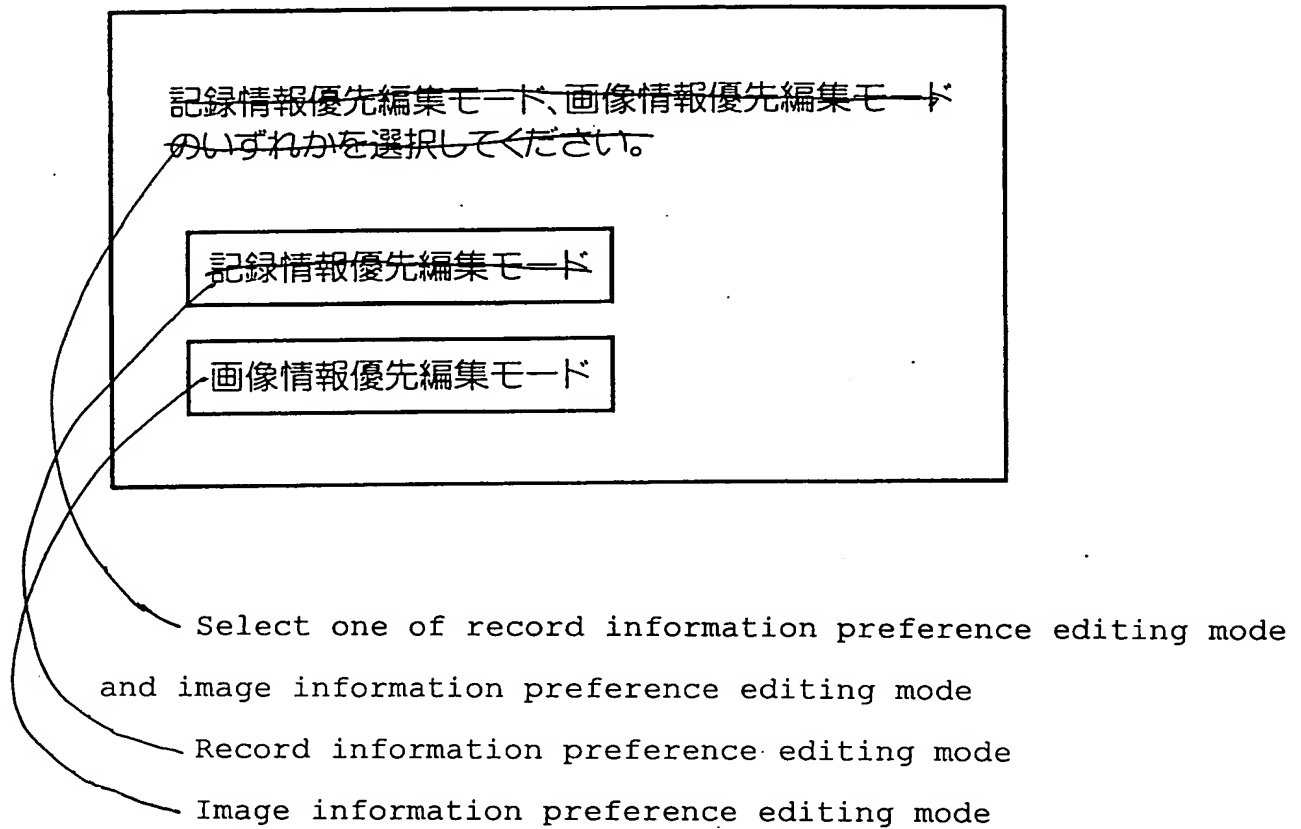 記録情報優先編集モード、画像情報優先編集モード
のいずれかを選択してください。
記録情報優先編集モード
画像情報優先編集モード
Select one of record information preference editing mode
and image information preference editing mode
Record information preference editing mode
Image information preference editing mode